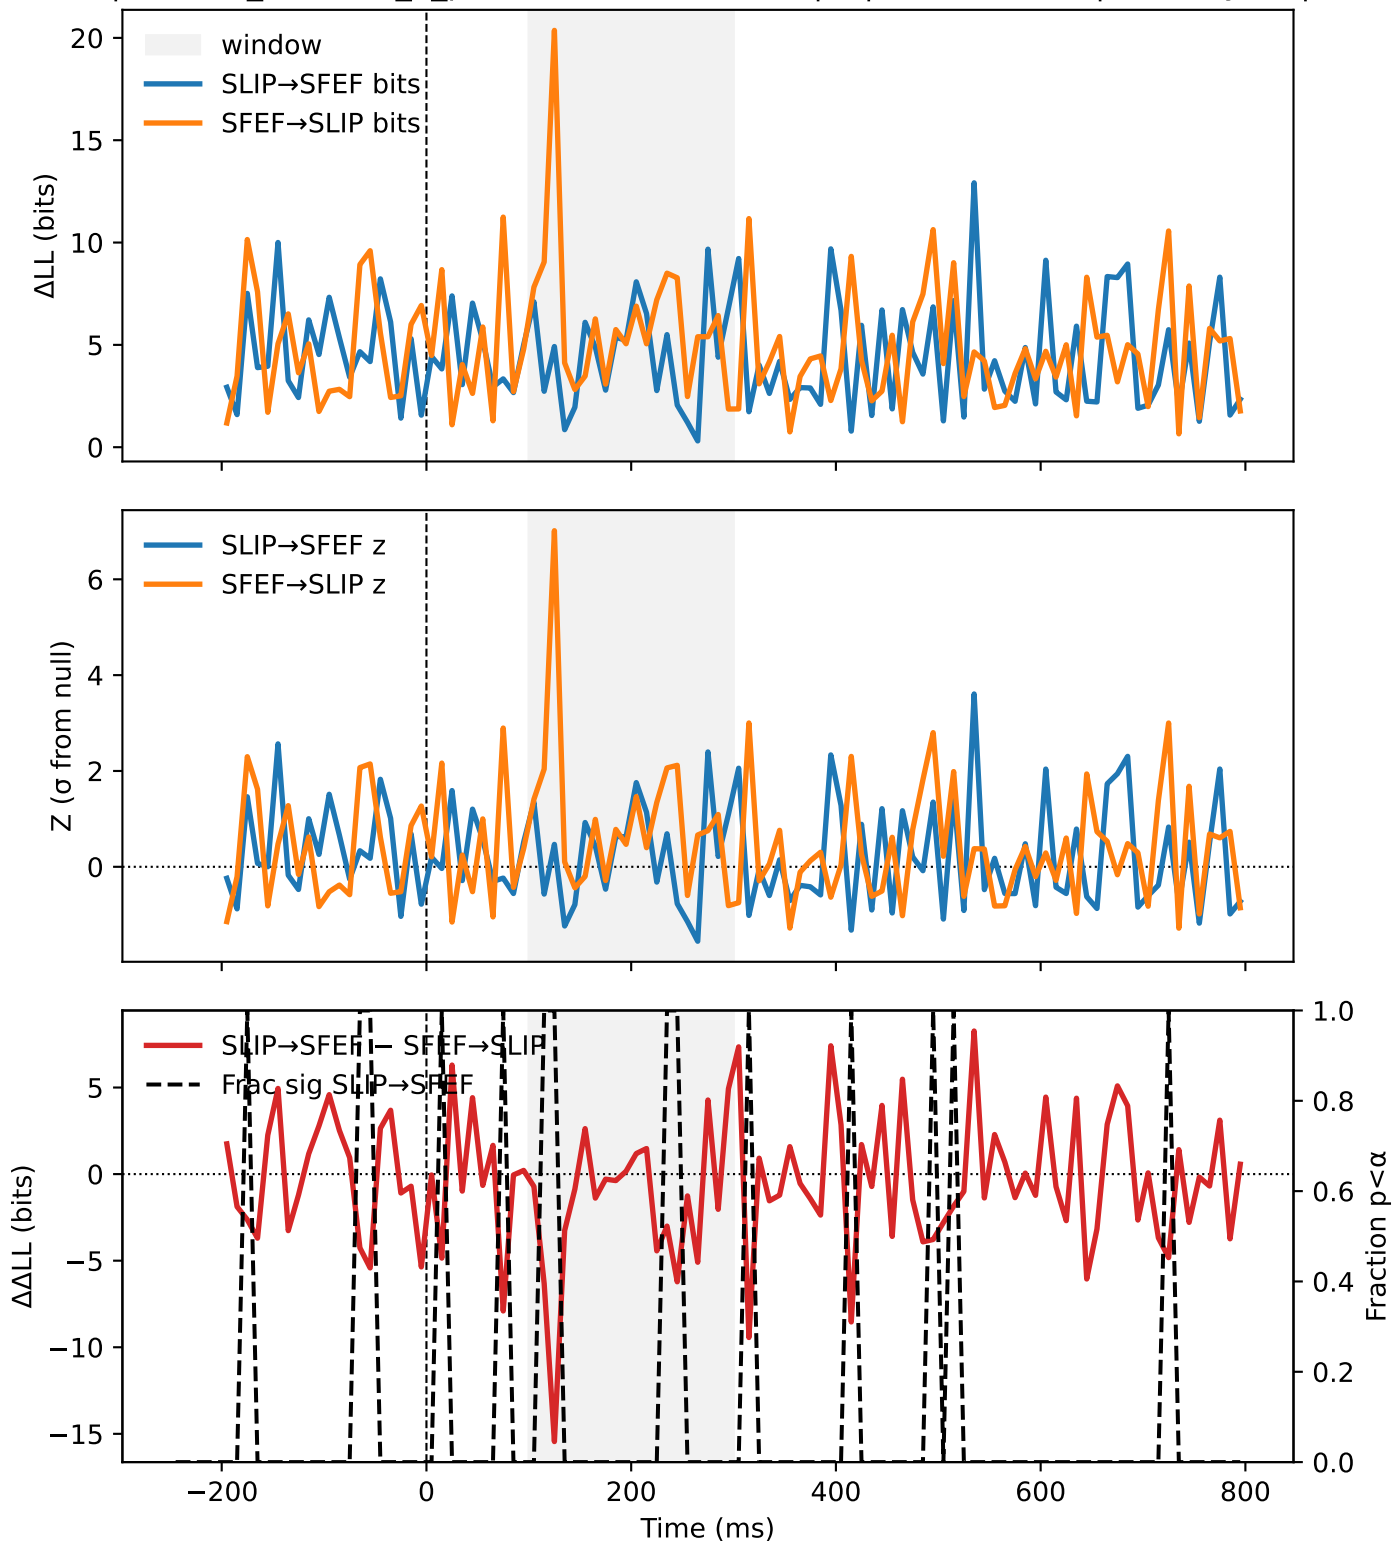 20
15
10
5
0
ΔLL (bits)
window
SLIP→SFEF bits
SFEF→SLIP bits
6
4
2
0
Z (σ from null)
SLIP→SFEF z
SFEF→SLIP z
5
0
−5
−10
−15
ΔΔLL (bits)
SLIP→SFEF − SFEF→SLIP
Frac sig SLIP→SFEF
1.0
0.8
0.6
0.4
0.2
0.0
Fraction p<α
−200
0
200
400
600
800
Time (ms)